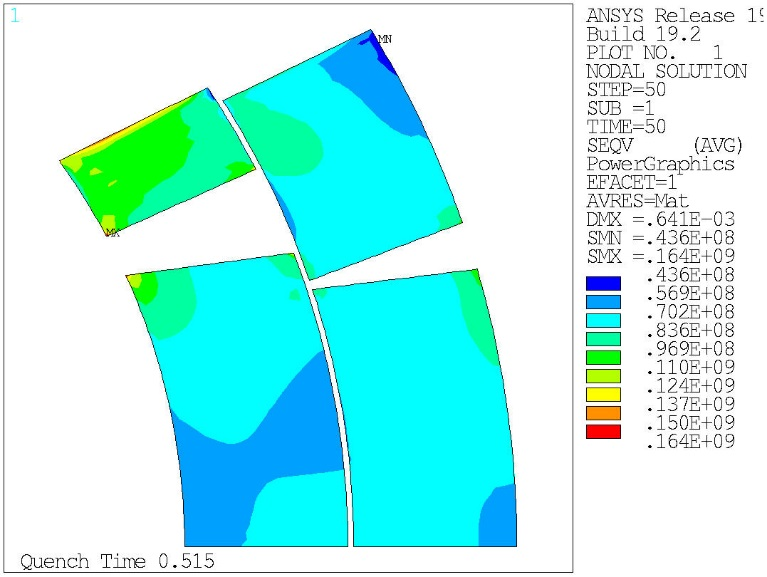 1
ANSYS Release 19
Build 19.2
PLOT NO.   1
NODAL SOLUTION
STEP=50
SUB =1
TIME=50
SEQV     (AVG)
PowerGraphics
EFACET=1
AVRES=Mat
DMX =.641E-03
SMN =.436E+08
SMX =.164E+09
.436E+08
.569E+08
.702E+08
.836E+08
.969E+08
.110E+09
.124E+09
.137E+09
.150E+09
.164E+09
MN
MX
Quench Time 0.515